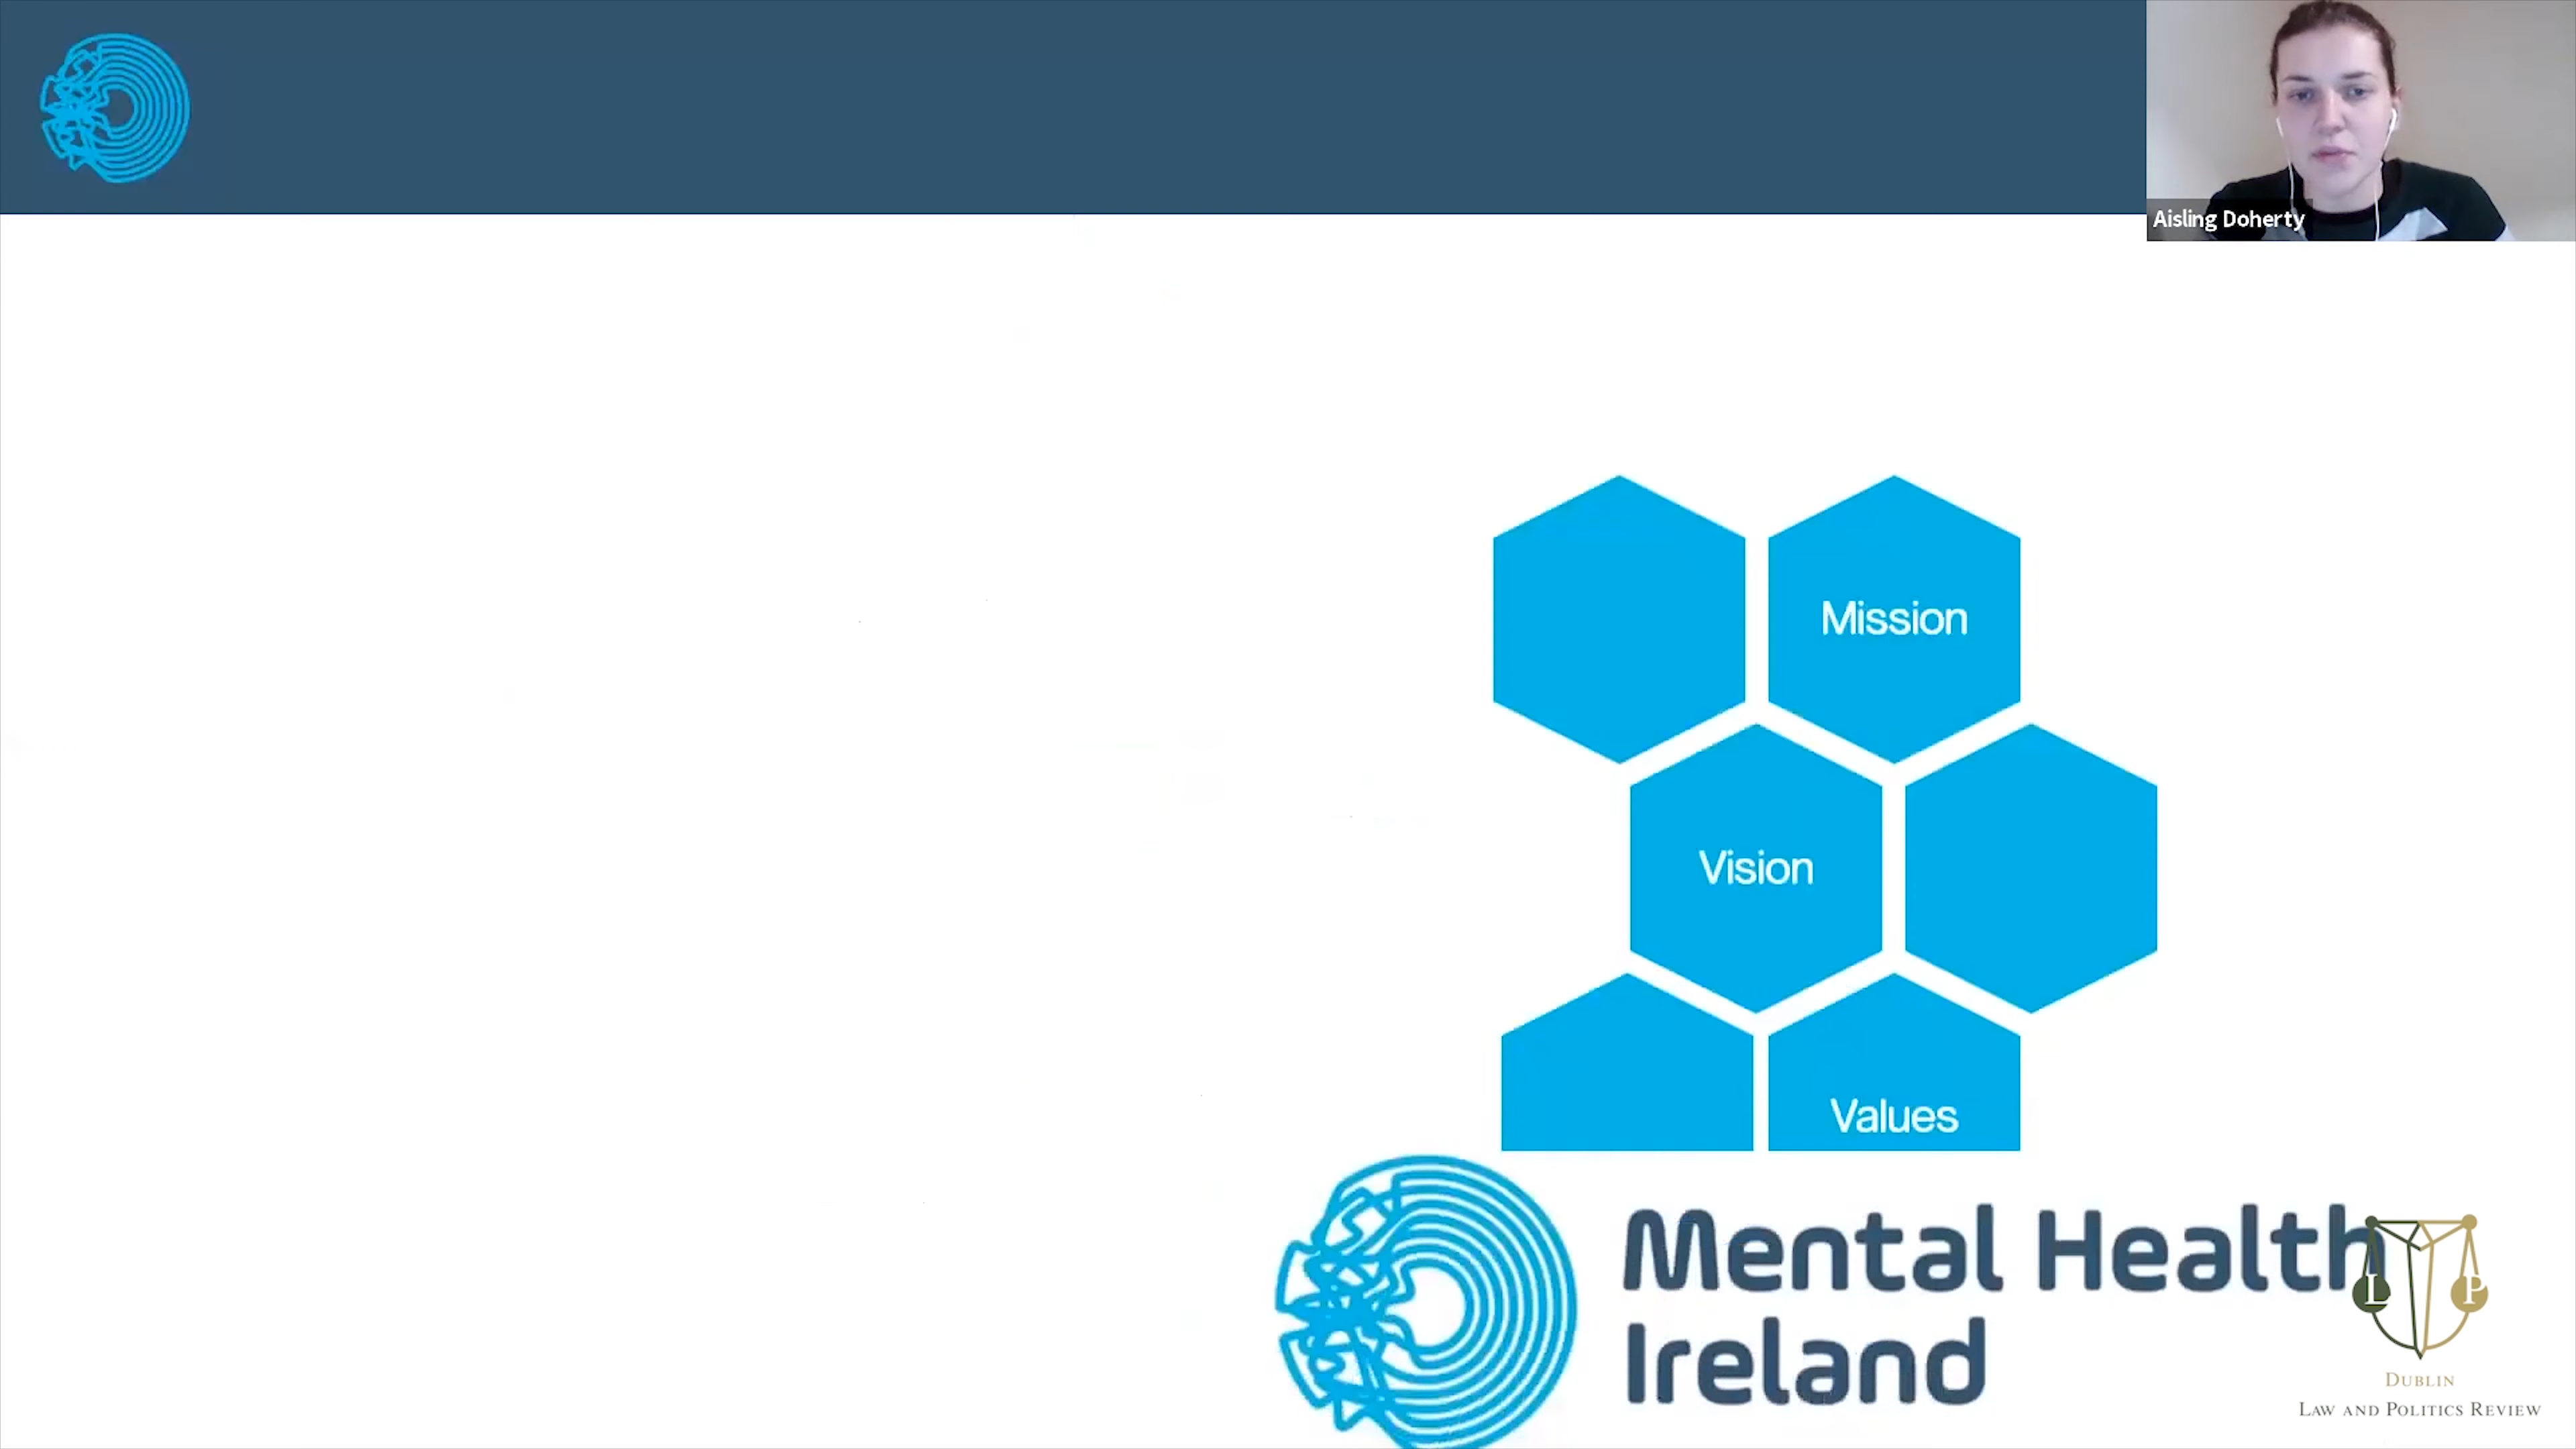 Aisling Doherty
Mission
Vision
Values
Mental Health
Ireland
L P
DUBLIN
LAW AND POLITICS REVIEW